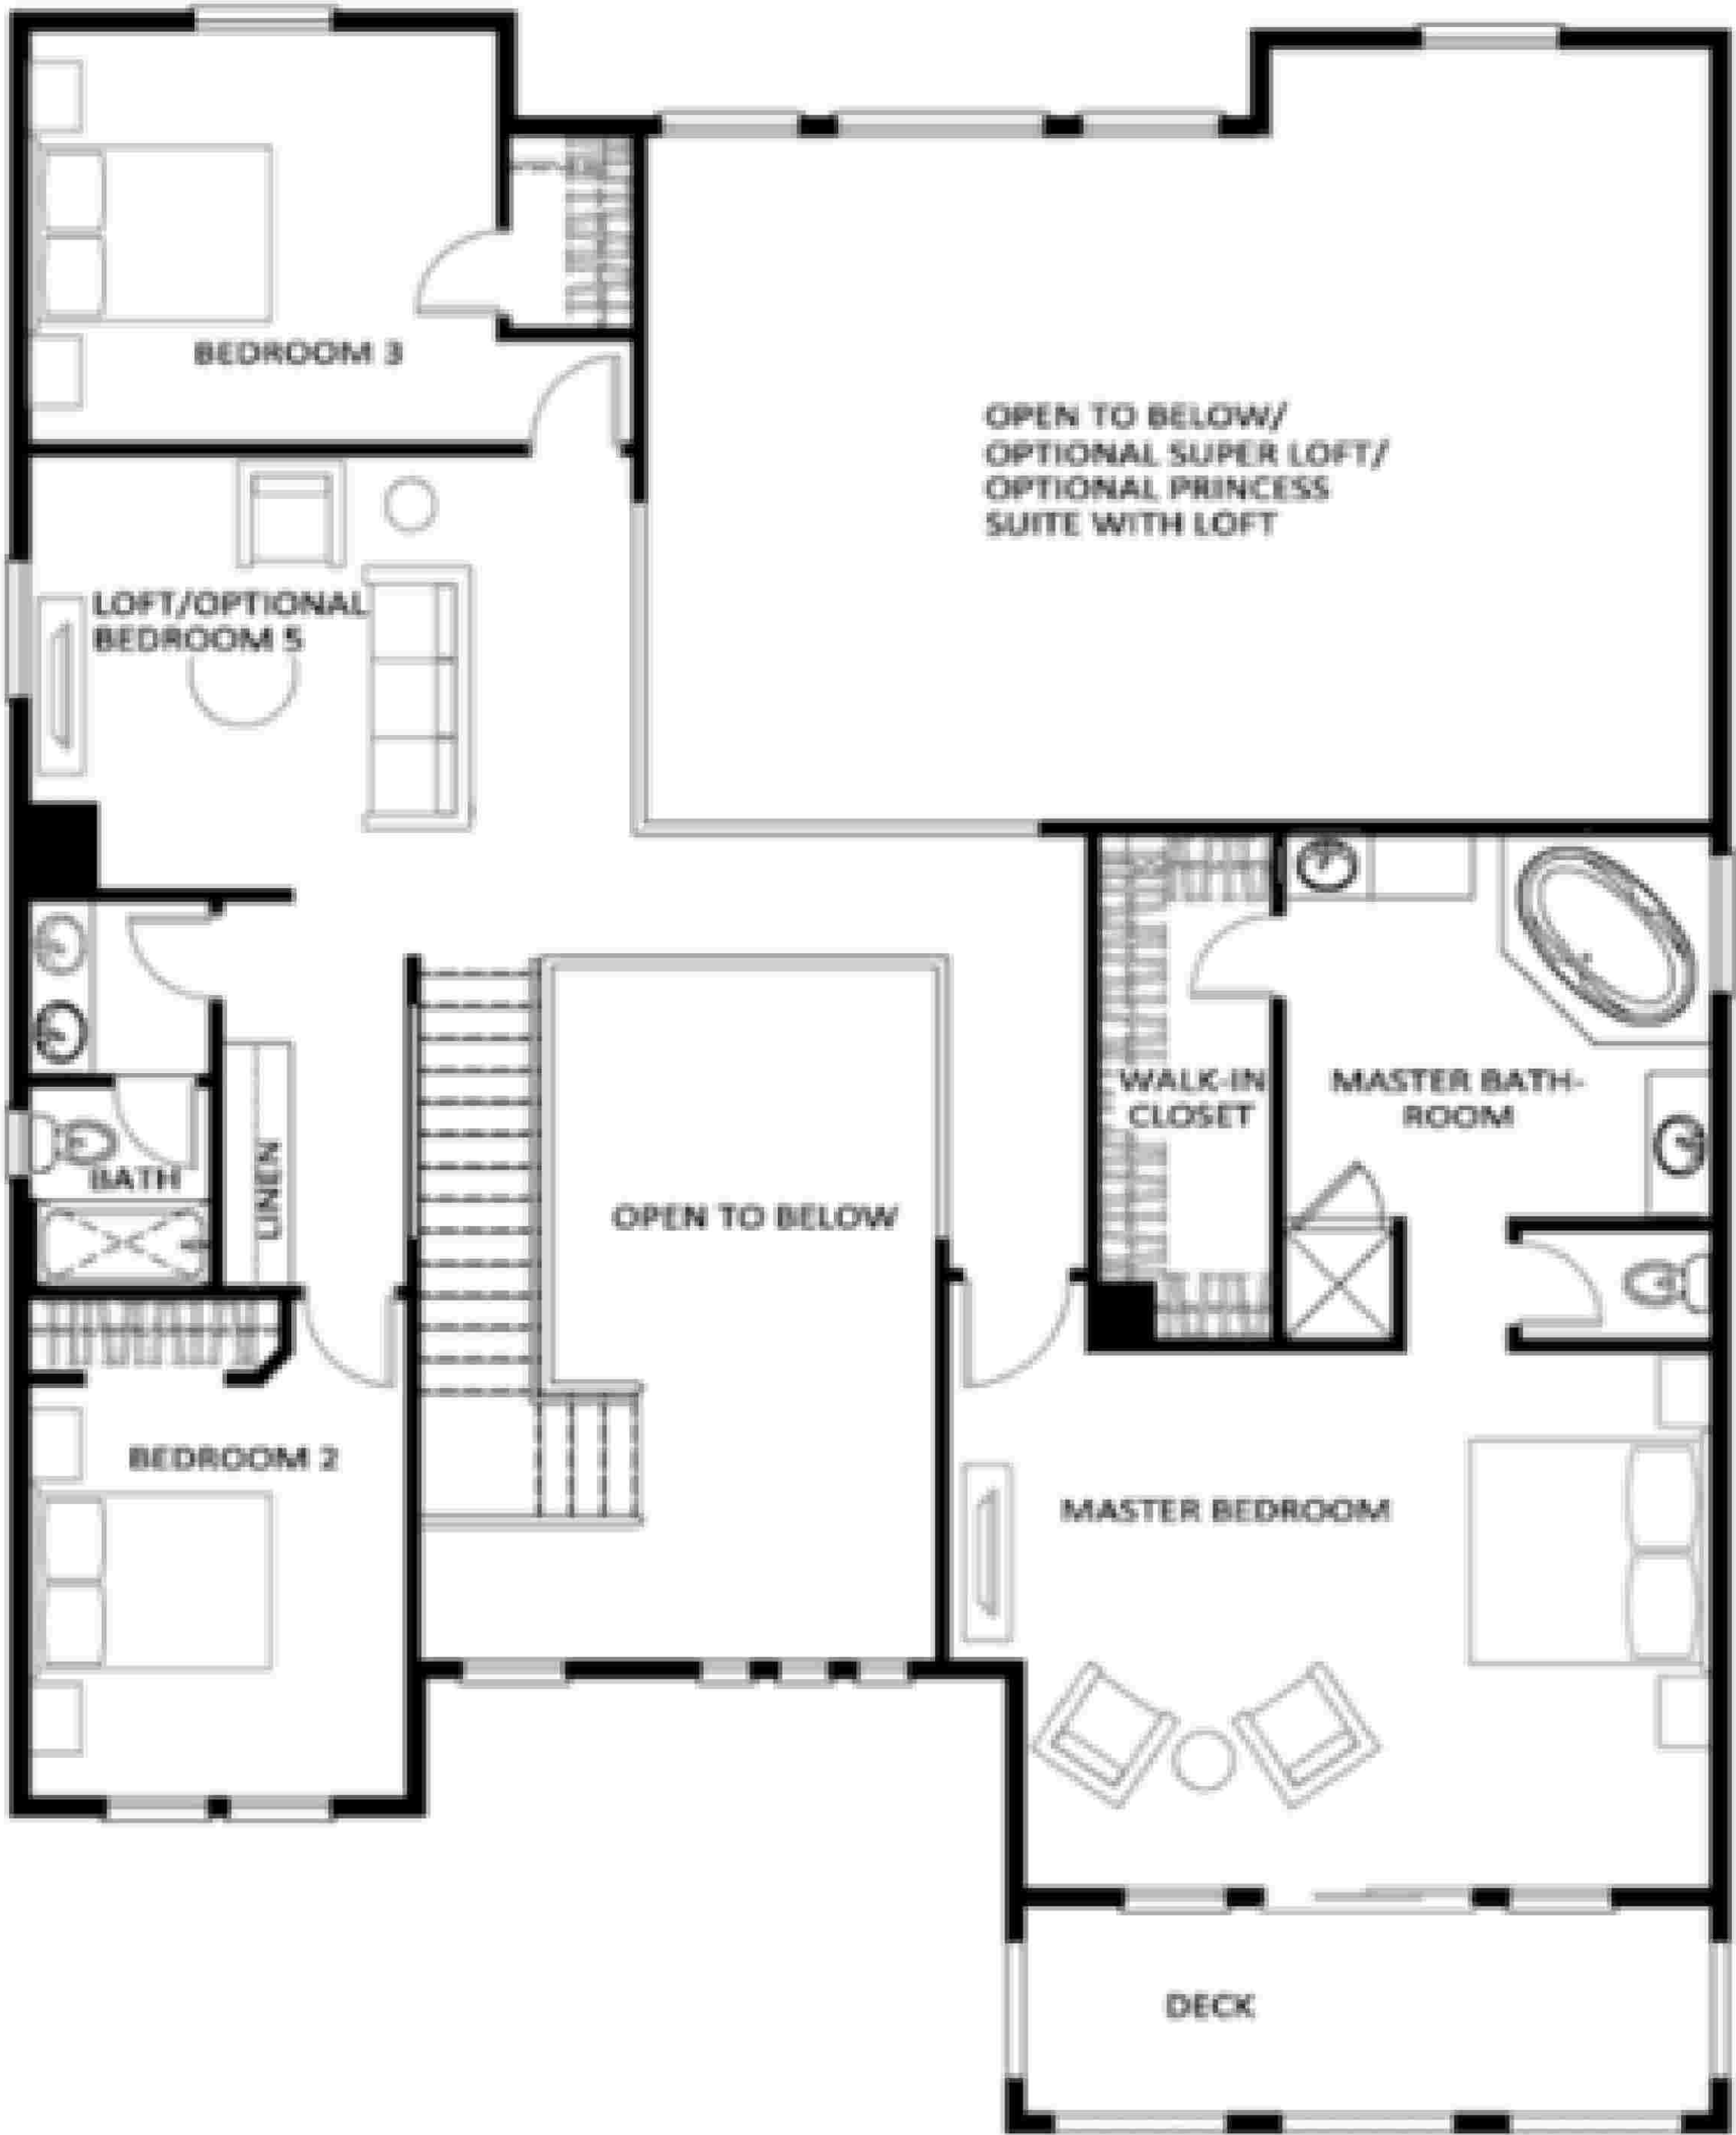 BEDROOM 3
OPEN TO BELOW/
OPTIONAL SUPER LOFT/
OPTIONAL PRINCESS
SUITE WITH LOFT
LOFT/OPTIONAL
BEDROOM 5
WALK-IN
CLOSET
MASTER BATH-
ROOM
BATH
LINEN
OPEN TO BELOW
BEDROOM 2
MASTER BEDROOM
DECK